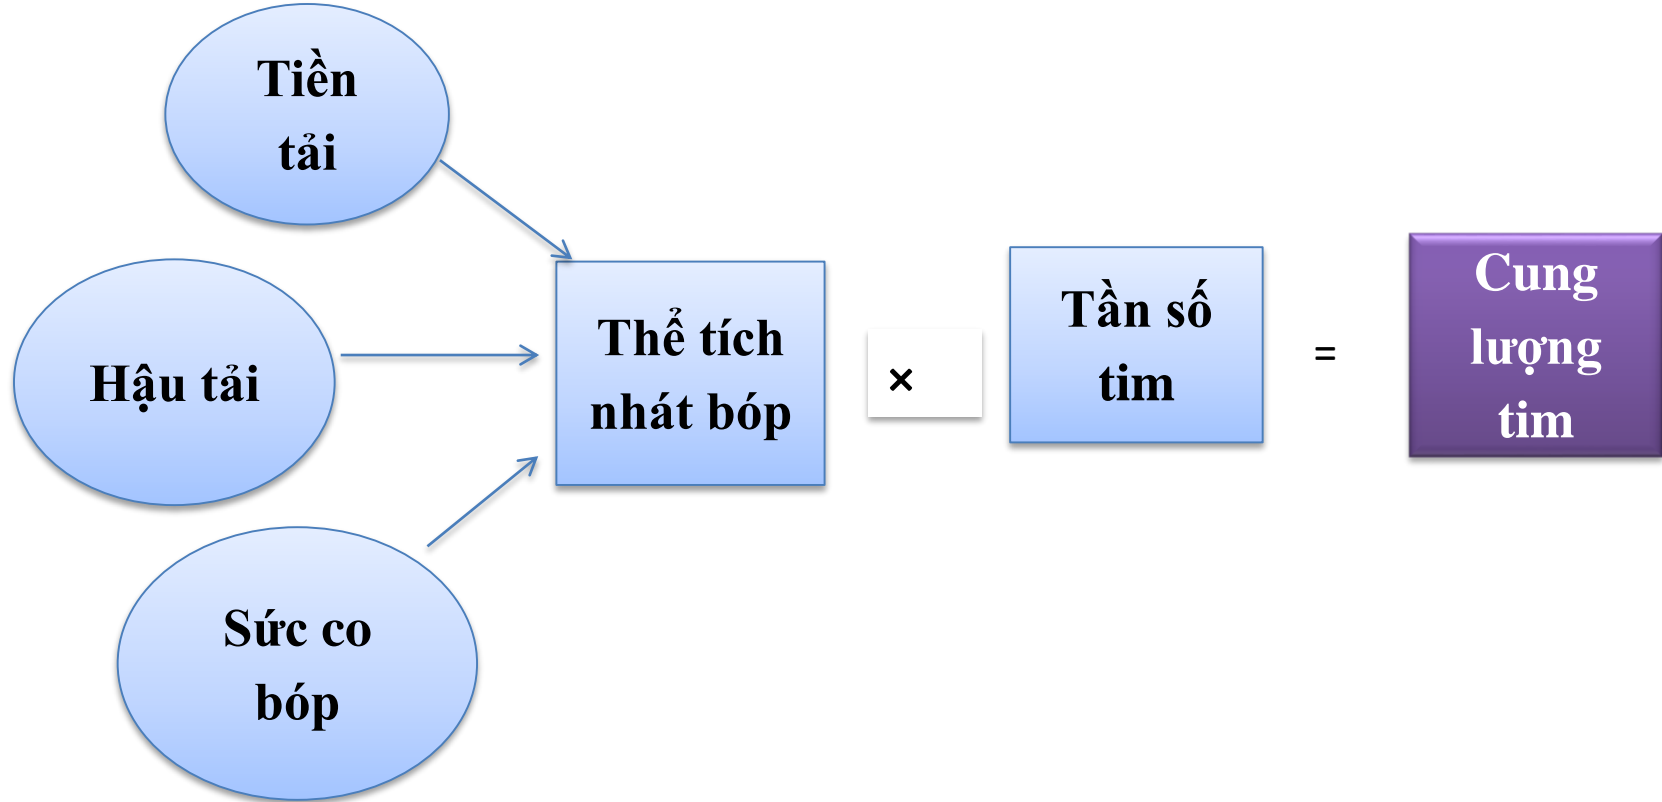 Tiền
tải
Hậu tải
Sức co
bóp
Thể tích
nhát bóp
×
Tần số
tim
=
Cung
lượng
tim